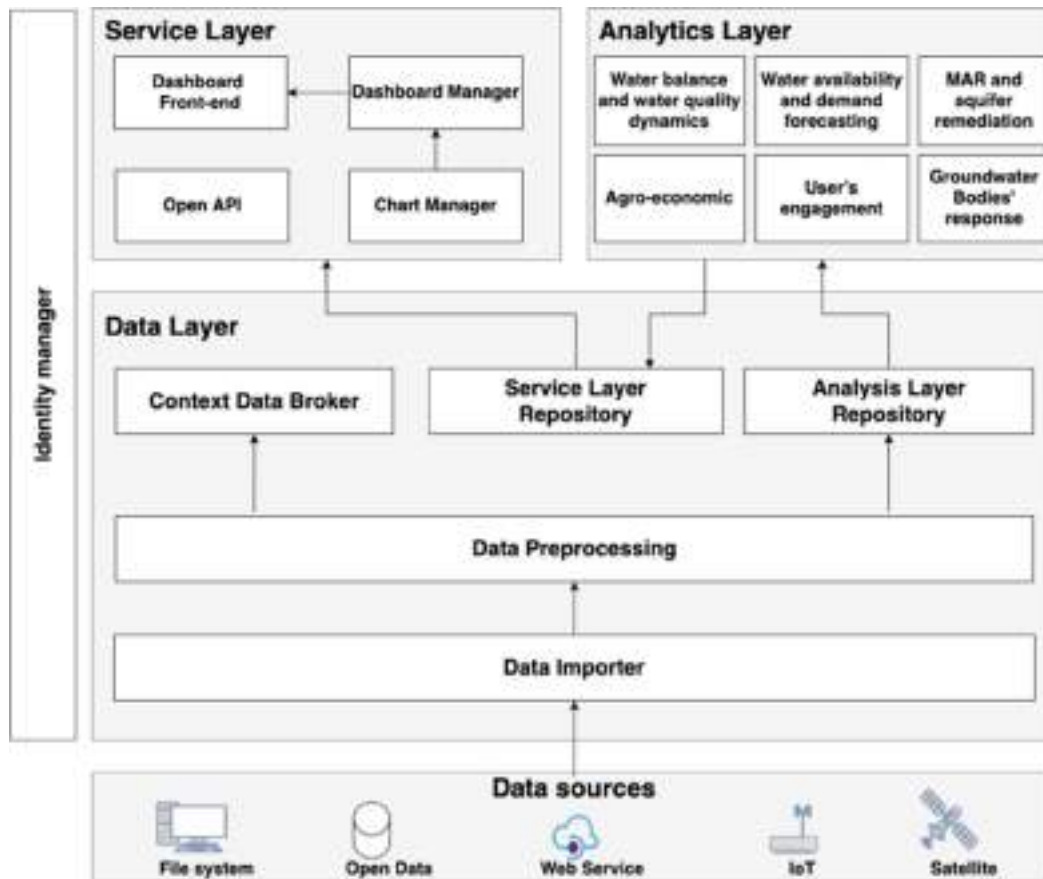 Identity manager
Service Layer
Dashboard
Front-end
Dashboard Manager
Open API
Chart Manager
Analytics Layer
Water balance
and water quality
dynamics
Water availability
and demand
forecasting
MAR and
aquifer
remediation
Agro-economic
User's
engagement
Groundwater
Bodies'
response
Data Layer
Context Data Broker
Service Layer
Repository
Analysis Layer
Repository
Data Preprocessing
Data Importer
Data sources
File system
Open Data
Web Service
IoT
Satellite